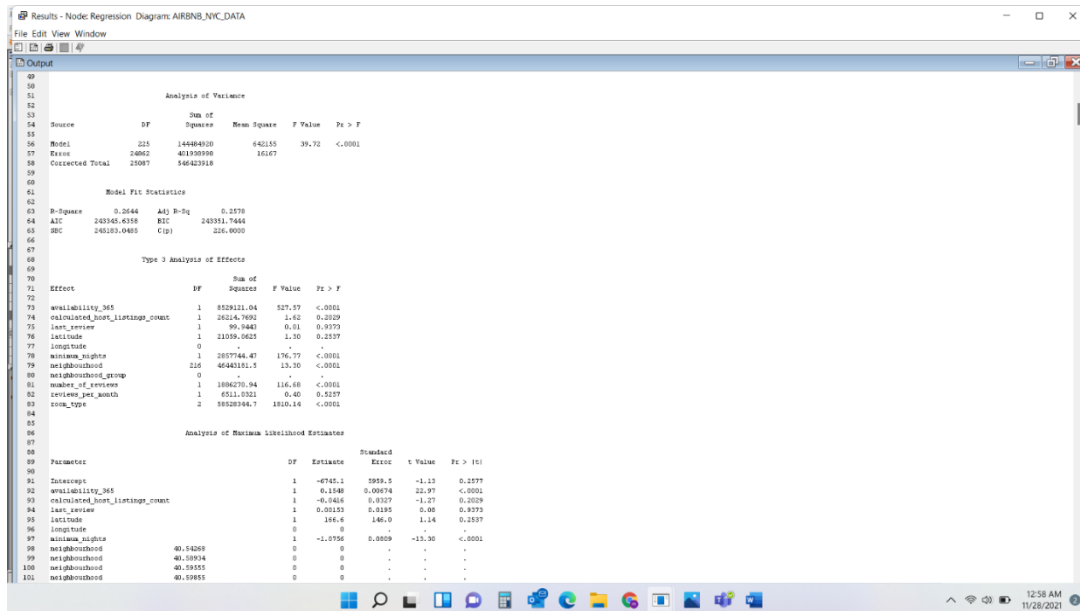 Results - Node: Regression Diagram: AIRBNB_NYC_DATA
File Edit View Window
Output
49
50
51 Analysis of Variance
52
53 Sum of
54 Source DF Squares Mean Square F Value Pr > F
55
56 Model 225 144484920 642155 39.72 <.0001
57 Error 24862 401938998 16167
58 Corrected Total 25087 546423918
59
60
61 Model Fit Statistics
62
63 R-Square 0.2644 Adj R-Sq 0.2578
64 AIC 243345.6358 BIC 243351.7444
65 SBC 245183.0485 C(p) 226.0000
66
67
68 Type 3 Analysis of Effects
69
70 Sum of
71 Effect DF Squares F Value Pr > F
72
73 availability_365 1 8529121.04 527.57 <.0001
74 calculated_host_listings_count 1 26214.7692 1.62 0.2029
75 last_review 1 99.9443 0.01 0.9373
76 latitude 1 21059.0625 1.30 0.2537
77 longitude 0 . . .
78 minimum_nights 1 2857744.47 176.77 <.0001
79 neighbourhood 216 46443181.5 13.30 <.0001
80 neighbourhood_group 0 . . .
81 number_of_reviews 1 1886270.94 116.68 <.0001
82 reviews_per_month 1 6511.0321 0.40 0.5257
83 room_type 2 58528344.7 1810.14 <.0001
84
85
86 Analysis of Maximum Likelihood Estimates
87
88 Standard
89 Parameter DF Estimate Error t Value Pr > |t|
90
91 Intercept 1 -6745.1 5959.5 -1.13 0.2577
92 availability_365 1 0.1548 0.00674 22.97 <.0001
93 calculated_host_listings_count 1 -0.0416 0.0327 -1.27 0.2029
94 last_review 1 0.00153 0.0195 0.08 0.9373
95 latitude 1 166.6 146.0 1.14 0.2537
96 longitude 0 0 . . .
97 minimum_nights 1 -1.0756 0.0809 -13.30 <.0001
98 neighbourhood 40.54268 0 0 . . .
99 neighbourhood 40.58934 0 0 . . .
100 neighbourhood 40.59555 0 0 . . .
101 neighbourhood 40.59855 0 0 . . .
12:58 AM
11/28/2021